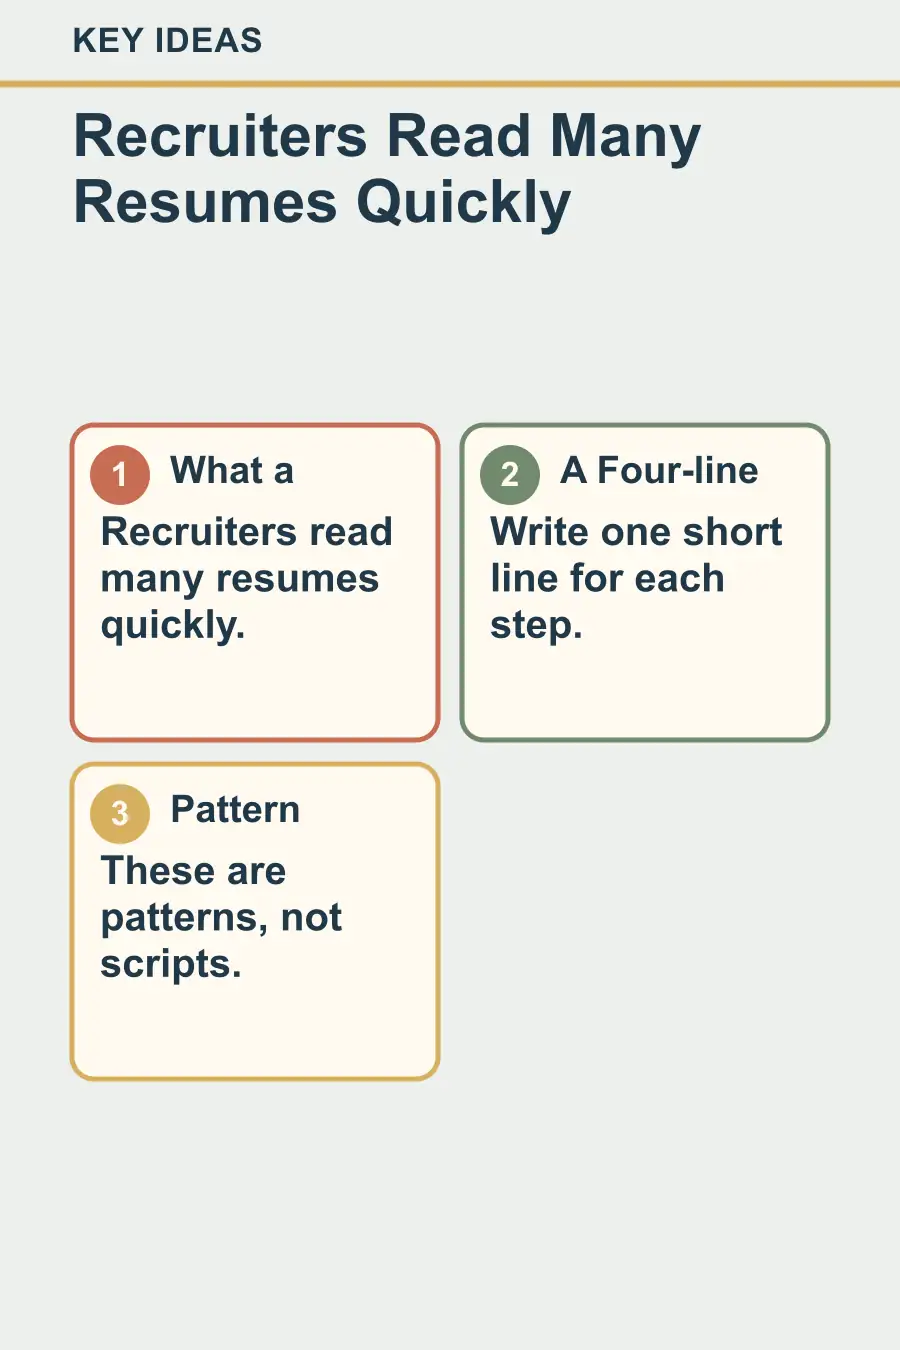 KEY IDEAS
Recruiters Read Many
Resumes Quickly
1 What a
Recruiters read
many resumes
quickly.
2 A Four-line
Write one short
line for each
step.
3 Pattern
These are
patterns, not
scripts.